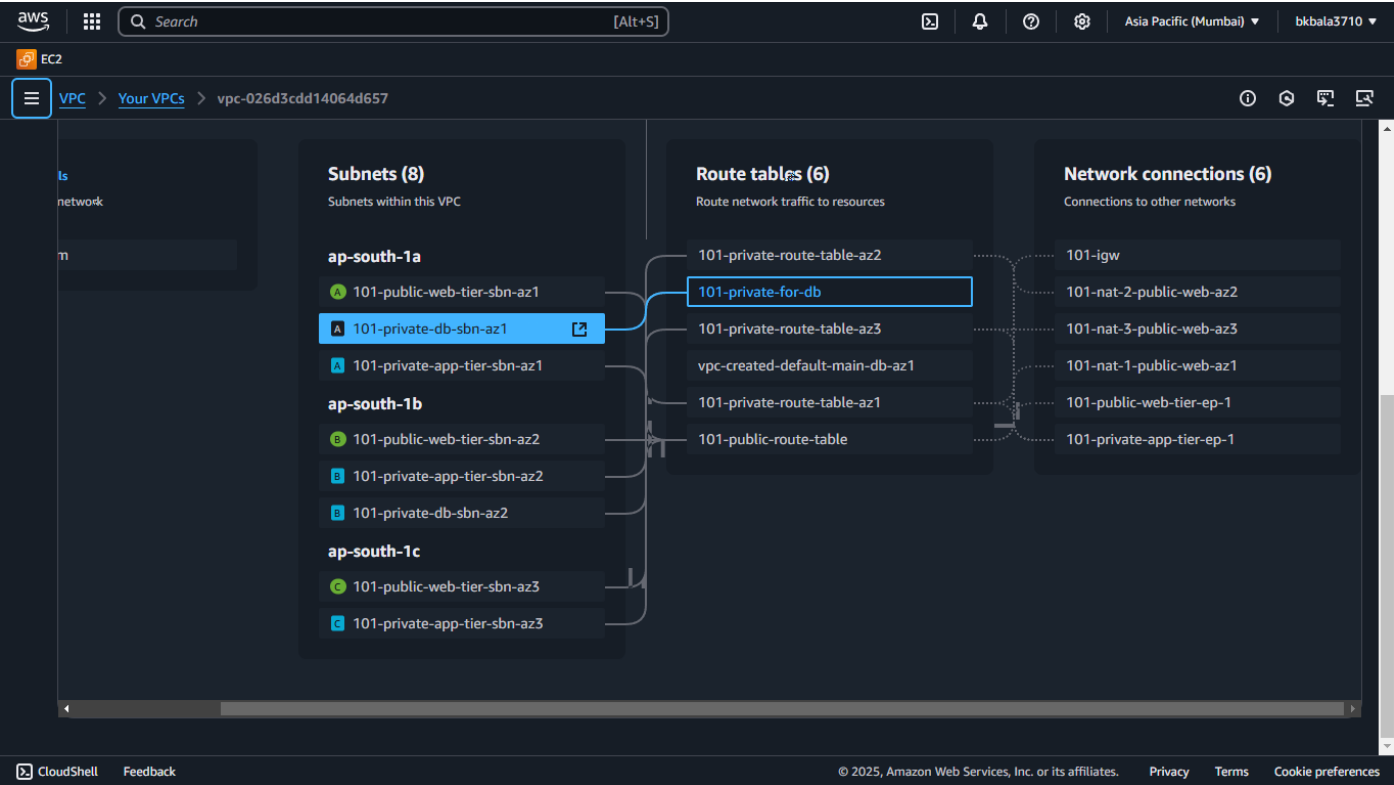 aws
Search [Alt+S]
Asia Pacific (Mumbai) ▼
bkbala3710 ▼
EC2
VPC > Your VPCs > vpc-026d3cdd14064d657
ls
network
m
Subnets (8)
Subnets within this VPC
ap-south-1a
A 101-public-web-tier-sbn-az1
A 101-private-db-sbn-az1
A 101-private-app-tier-sbn-az1
ap-south-1b
B 101-public-web-tier-sbn-az2
B 101-private-app-tier-sbn-az2
B 101-private-db-sbn-az2
ap-south-1c
C 101-public-web-tier-sbn-az3
C 101-private-app-tier-sbn-az3
Route tables (6)
Route network traffic to resources
101-private-route-table-az2
101-private-for-db
101-private-route-table-az3
vpc-created-default-main-db-az1
101-private-route-table-az1
101-public-route-table
Network connections (6)
Connections to other networks
101-igw
101-nat-2-public-web-az2
101-nat-3-public-web-az3
101-nat-1-public-web-az1
101-public-web-tier-ep-1
101-private-app-tier-ep-1
CloudShell Feedback
© 2025, Amazon Web Services, Inc. or its affiliates. Privacy Terms Cookie preferences